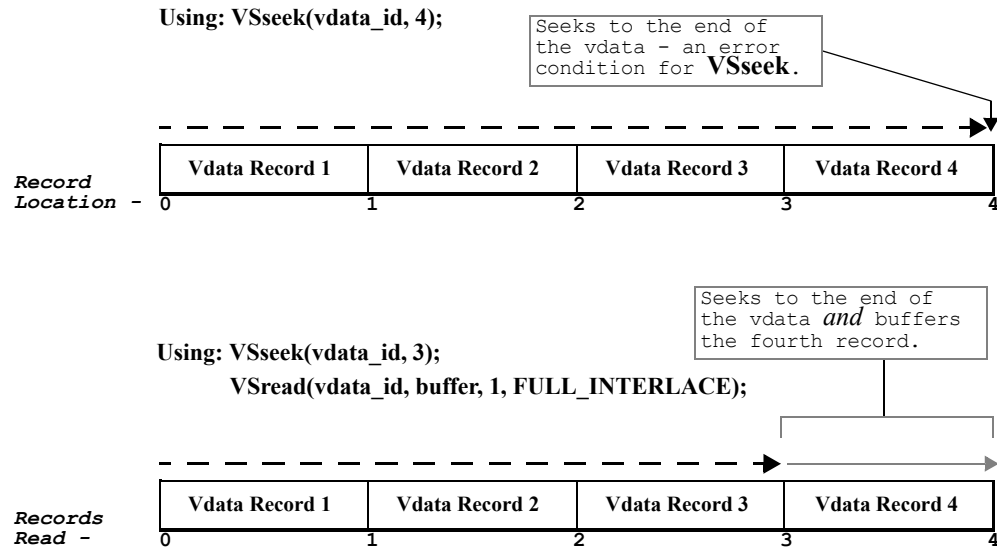 Using: VSseek(vdata_id, 4);
Seeks to the end of
the vdata - an error
condition for VSseek.
Vdata Record 1 Vdata Record 2 Vdata Record 3 Vdata Record 4
Record
Location - 0 1 2 3 4
Seeks to the end of
the vdata and buffers
the fourth record.
Using: VSseek(vdata_id, 3);
VSread(vdata_id, buffer, 1, FULL_INTERLACE);
Vdata Record 1 Vdata Record 2 Vdata Record 3 Vdata Record 4
Records
Read - 0 1 2 3 4